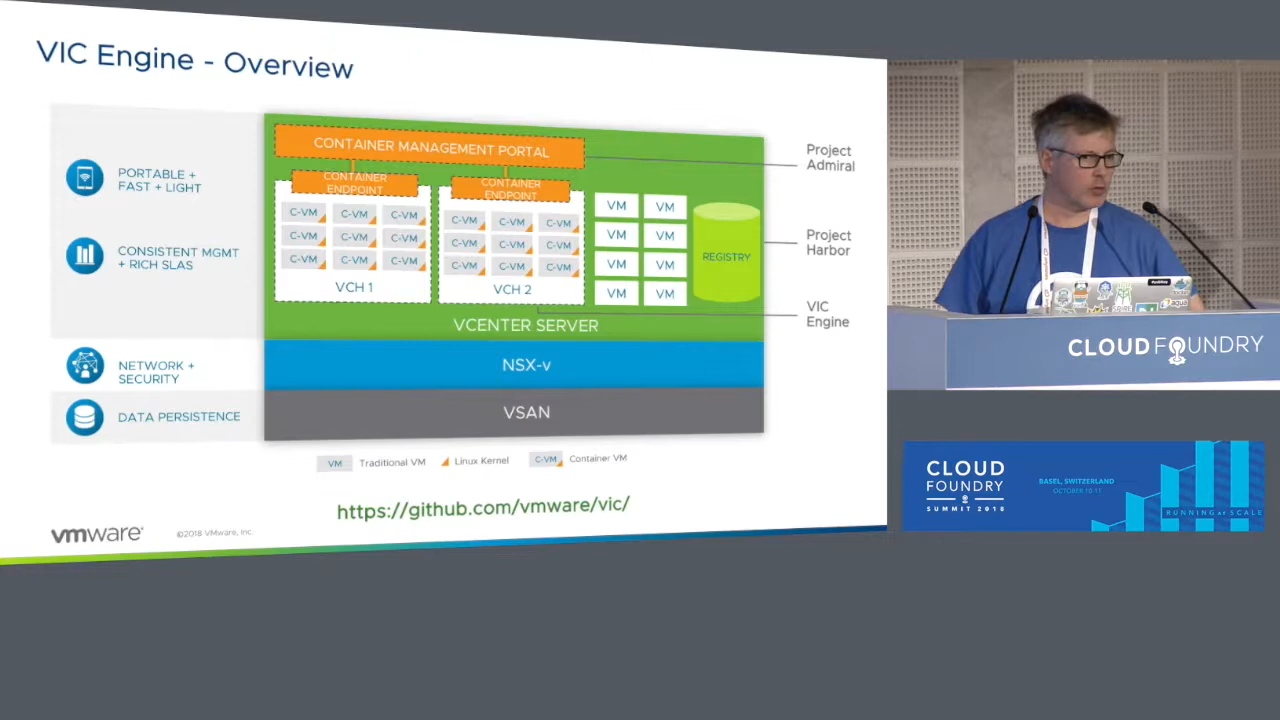 VIC Engine - Overview
PORTABLE +
FAST + LIGHT
CONSISTENT MGMT
+ RICH SLAS
NETWORK +
SECURITY
DATA PERSISTENCE
CONTAINER MANAGEMENT PORTAL
CONTAINER
ENDPOINT
CONTAINER
ENDPOINT
C-VM C-VM C-VM
C-VM C-VM C-VM
C-VM C-VM C-VM
VCH 1
C-VM C-VM C-VM
C-VM C-VM C-VM
C-VM C-VM C-VM
VCH 2
VM VM
VM VM
VM VM
VM VM
REGISTRY
VCENTER SERVER
NSX-v
VSAN
Project
Admiral
Project
Harbor
VIC
Engine
VM Traditional VM Linux Kernel C-VM Container VM
https://github.com/vmware/vic/
vmware®
©2018 VMware, Inc.
aqua
CLOUD FOUNDRY
CLOUD
FOUNDRY
SUMMIT 2018
BASEL, SWITZERLAND
OCTOBER 10-11
RUNNING at SCALE